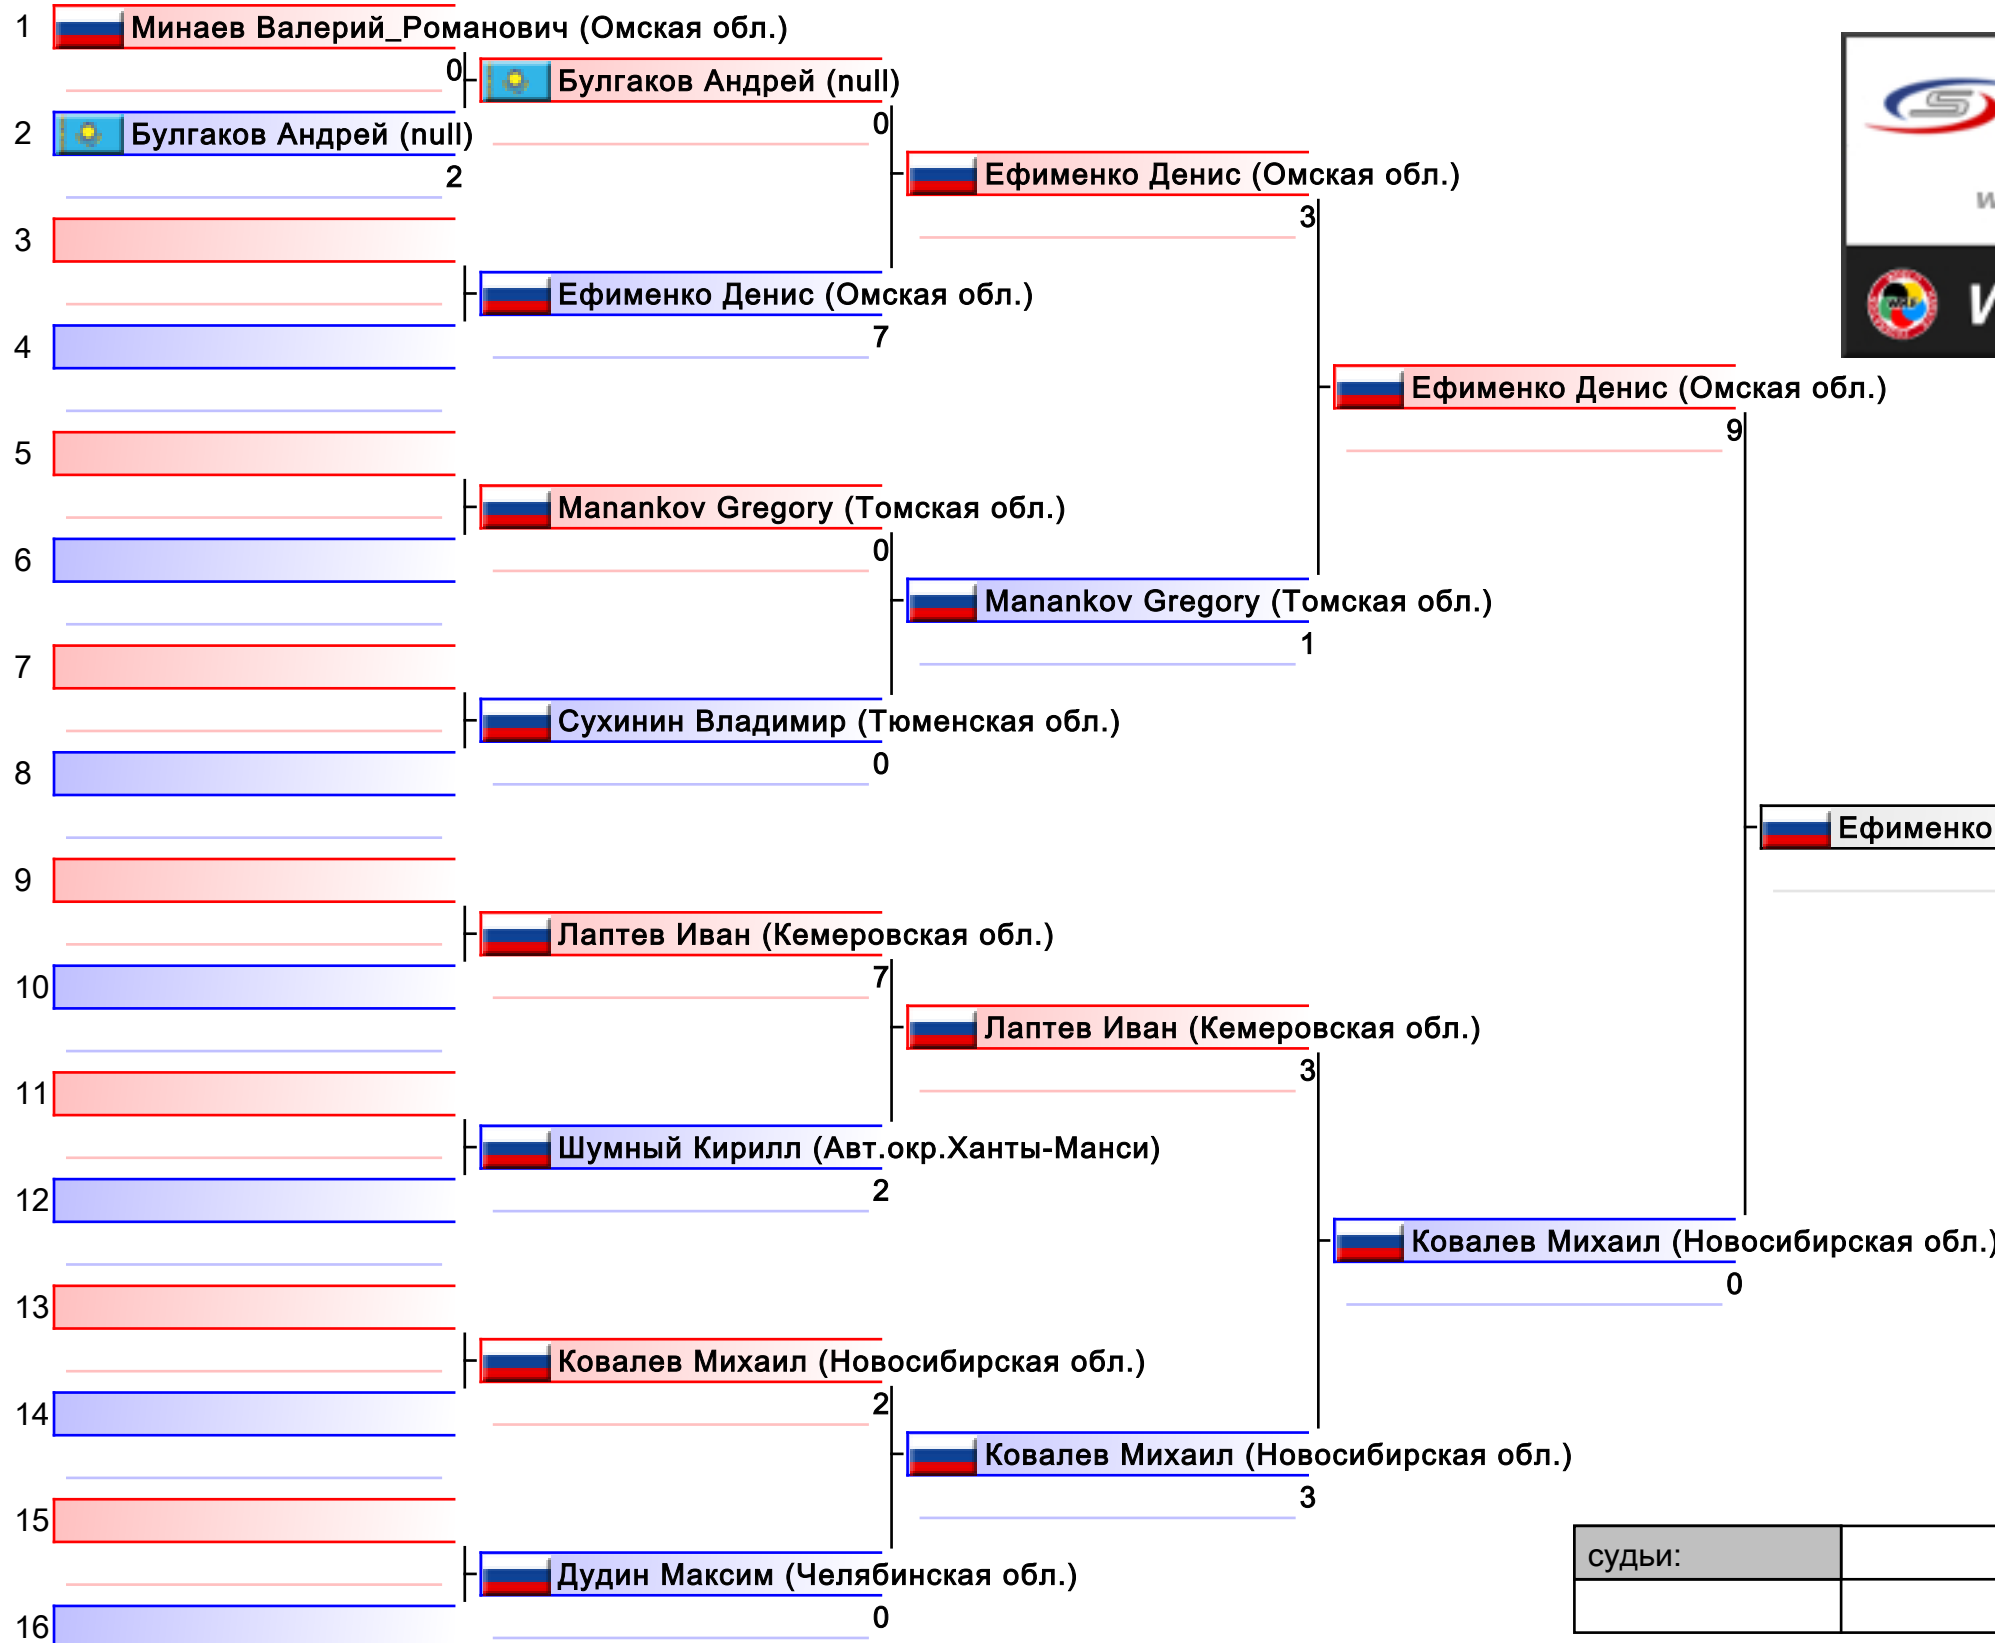 1 Минаев Валерий_Романович (Омская обл.)
0
Булгаков Андрей (null)
0
2 Булгаков Андрей (null)
2
Ефименко Денис (Омская обл.)
3
3
Ефименко Денис (Омская обл.)
7
4
Ефименко Денис (Омская обл.)
9
5
Manankov Gregory (Томская обл.)
0
6
Manankov Gregory (Томская обл.)
1
7
Сухинин Владимир (Тюменская обл.)
0
8
Ефименко
9
Лаптев Иван (Кемеровская обл.)
7
10
Лаптев Иван (Кемеровская обл.)
3
11
Шумный Кирилл (Авт.окр.Ханты-Манси)
2
12
Ковалев Михаил (Новосибирская обл.)
0
13
Ковалев Михаил (Новосибирская обл.)
2
14
Ковалев Михаил (Новосибирская обл.)
3
15
судьи:
Дудин Максим (Челябинская обл.)
0
16